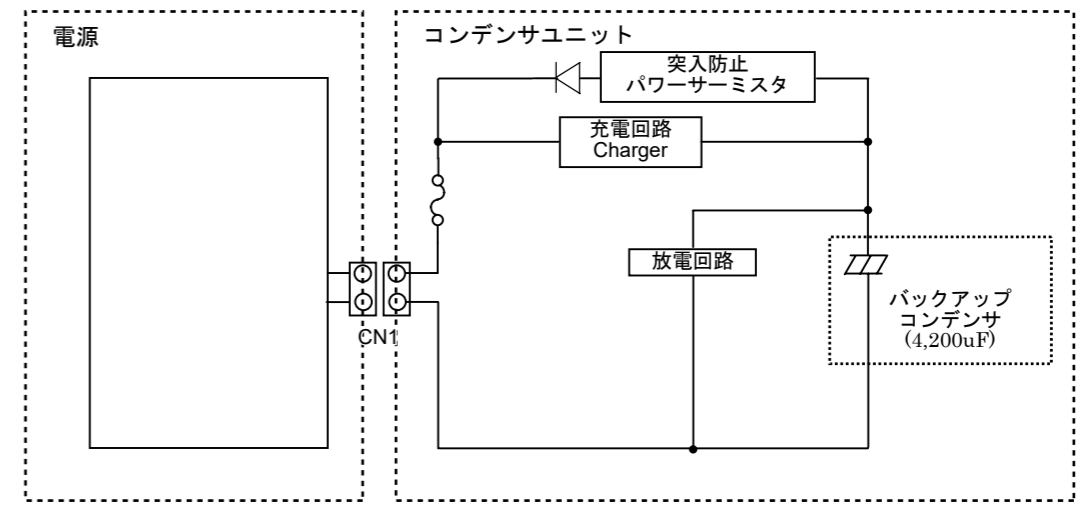 電源
コンデンサユニット
突入防止
パワーサーミスタ
充電回路
Charger
放電回路
バックアップ
コンデンサ
(4,200uF)
CN1